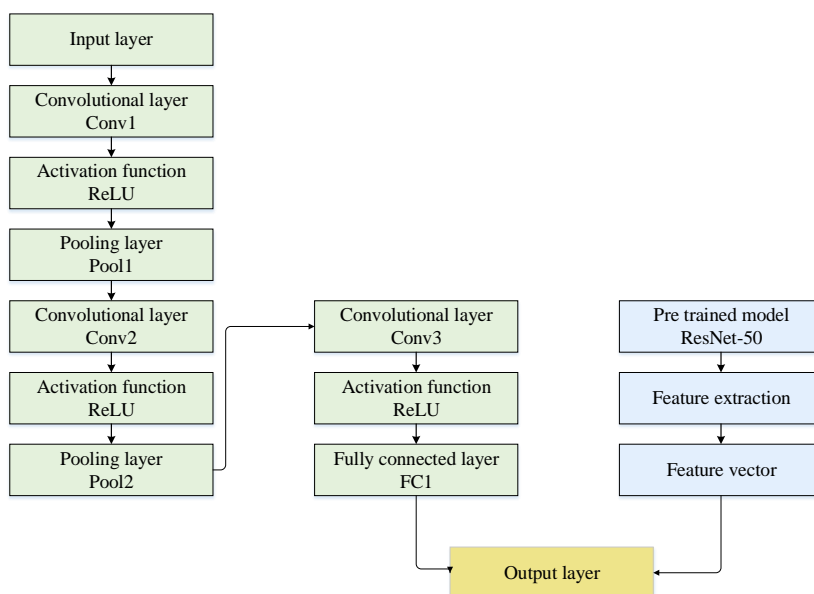 Input layer
Convolutional layer
Conv1
Activation function
ReLU
Pooling layer
Pool1
Convolutional layer
Conv2
Activation function
ReLU
Pooling layer
Pool2
Convolutional layer
Conv3
Activation function
ReLU
Fully connected layer
FC1
Pre trained model
ResNet-50
Feature extraction
Feature vector
Output layer